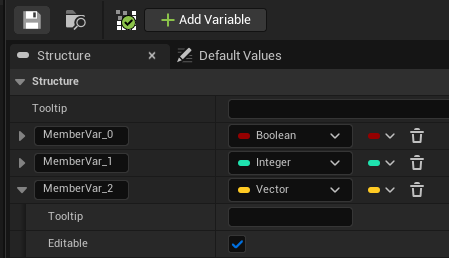 Add Variable
Structure
Default Values
Structure
Tooltip
MemberVar_0 Boolean
MemberVar_1 Integer
MemberVar_2 Vector
Tooltip
Editable